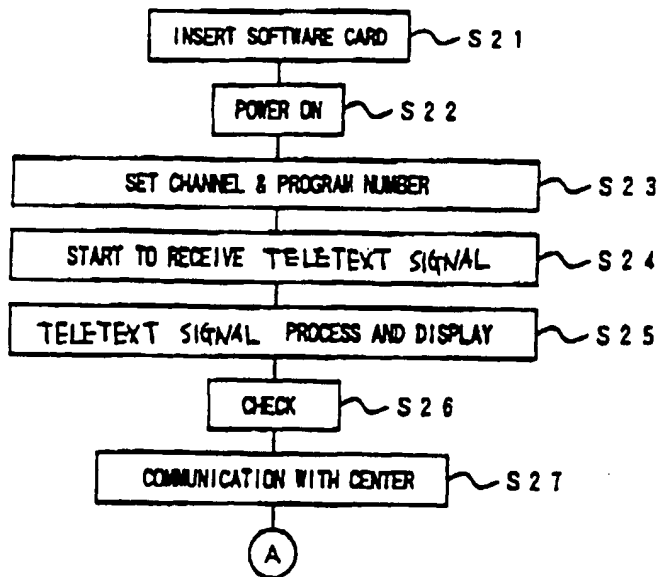 INSERT SOFTWARE CARD S21
POWER ON S22
SET CHANNEL & PROGRAM NUMBER S23
START TO RECEIVE TELETEXT SIGNAL S24
TELETEXT SIGNAL PROCESS AND DISPLAY S25
CHECK S26
COMMUNICATION WITH CENTER S27
A